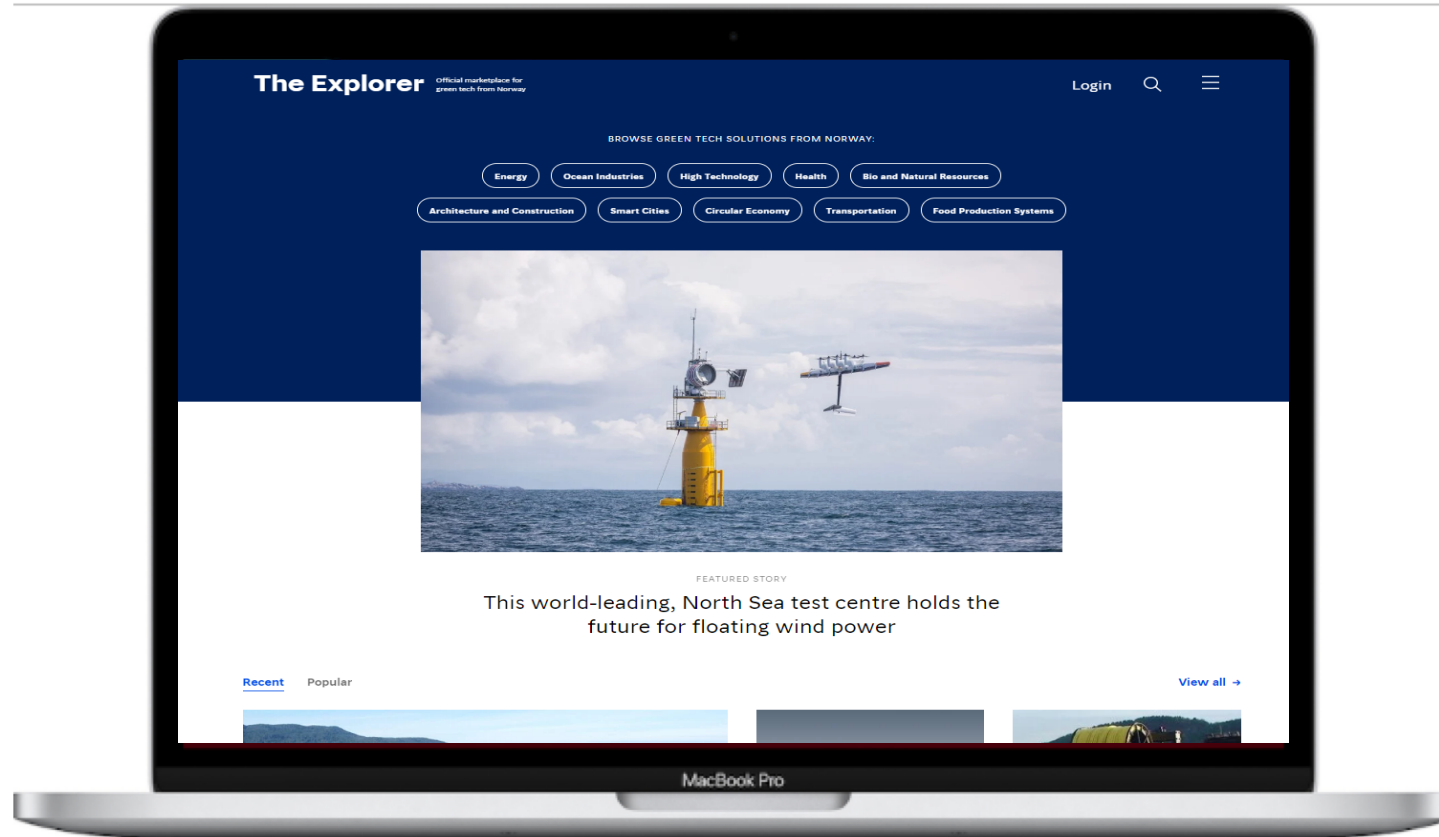 The Explorer
Official marketplace for
green tech from Norway
Login
BROWSE GREEN TECH SOLUTIONS FROM NORWAY:
Energy
Ocean Industries
High Technology
Health
Bio and Natural Resources
Architecture and Construction
Smart Cities
Circular Economy
Transportation
Food Production Systems
FEATURED STORY
This world-leading, North Sea test centre holds the
future for floating wind power
Recent
Popular
View all →
MacBook Pro